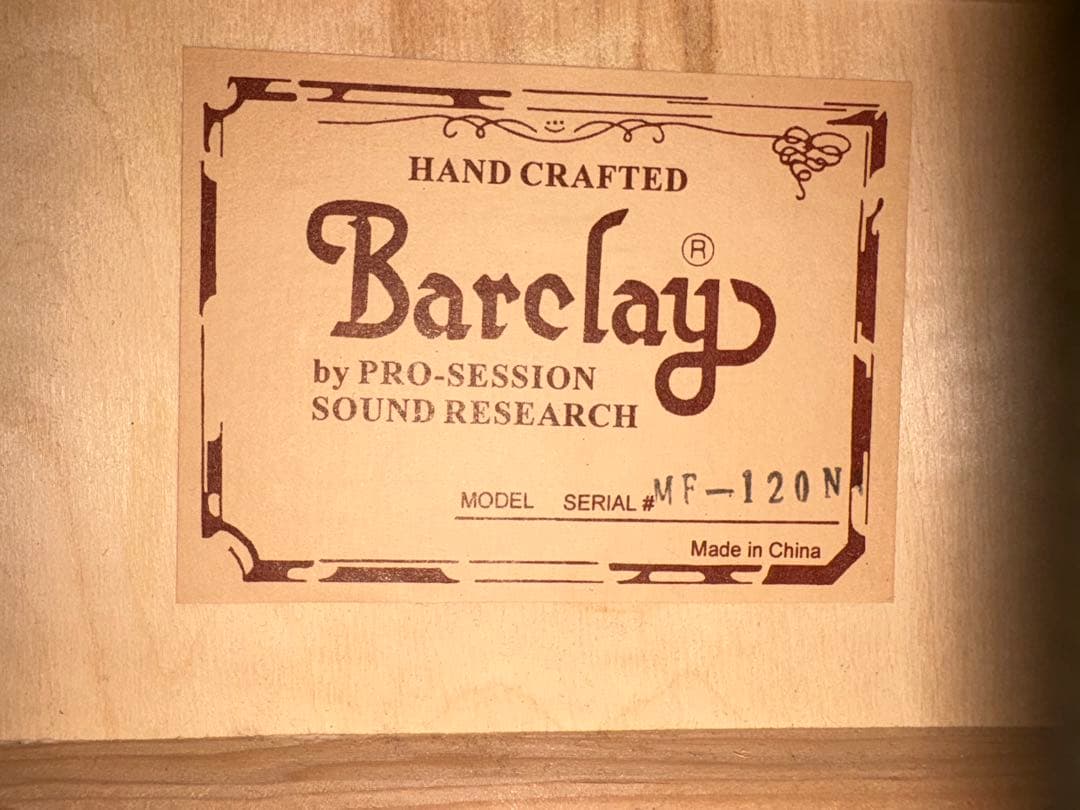 HAND CRAFTED
Barclay ®
by PRO-SESSION
SOUND RESEARCH
MODEL SERIAL # MF-120N
Made in China